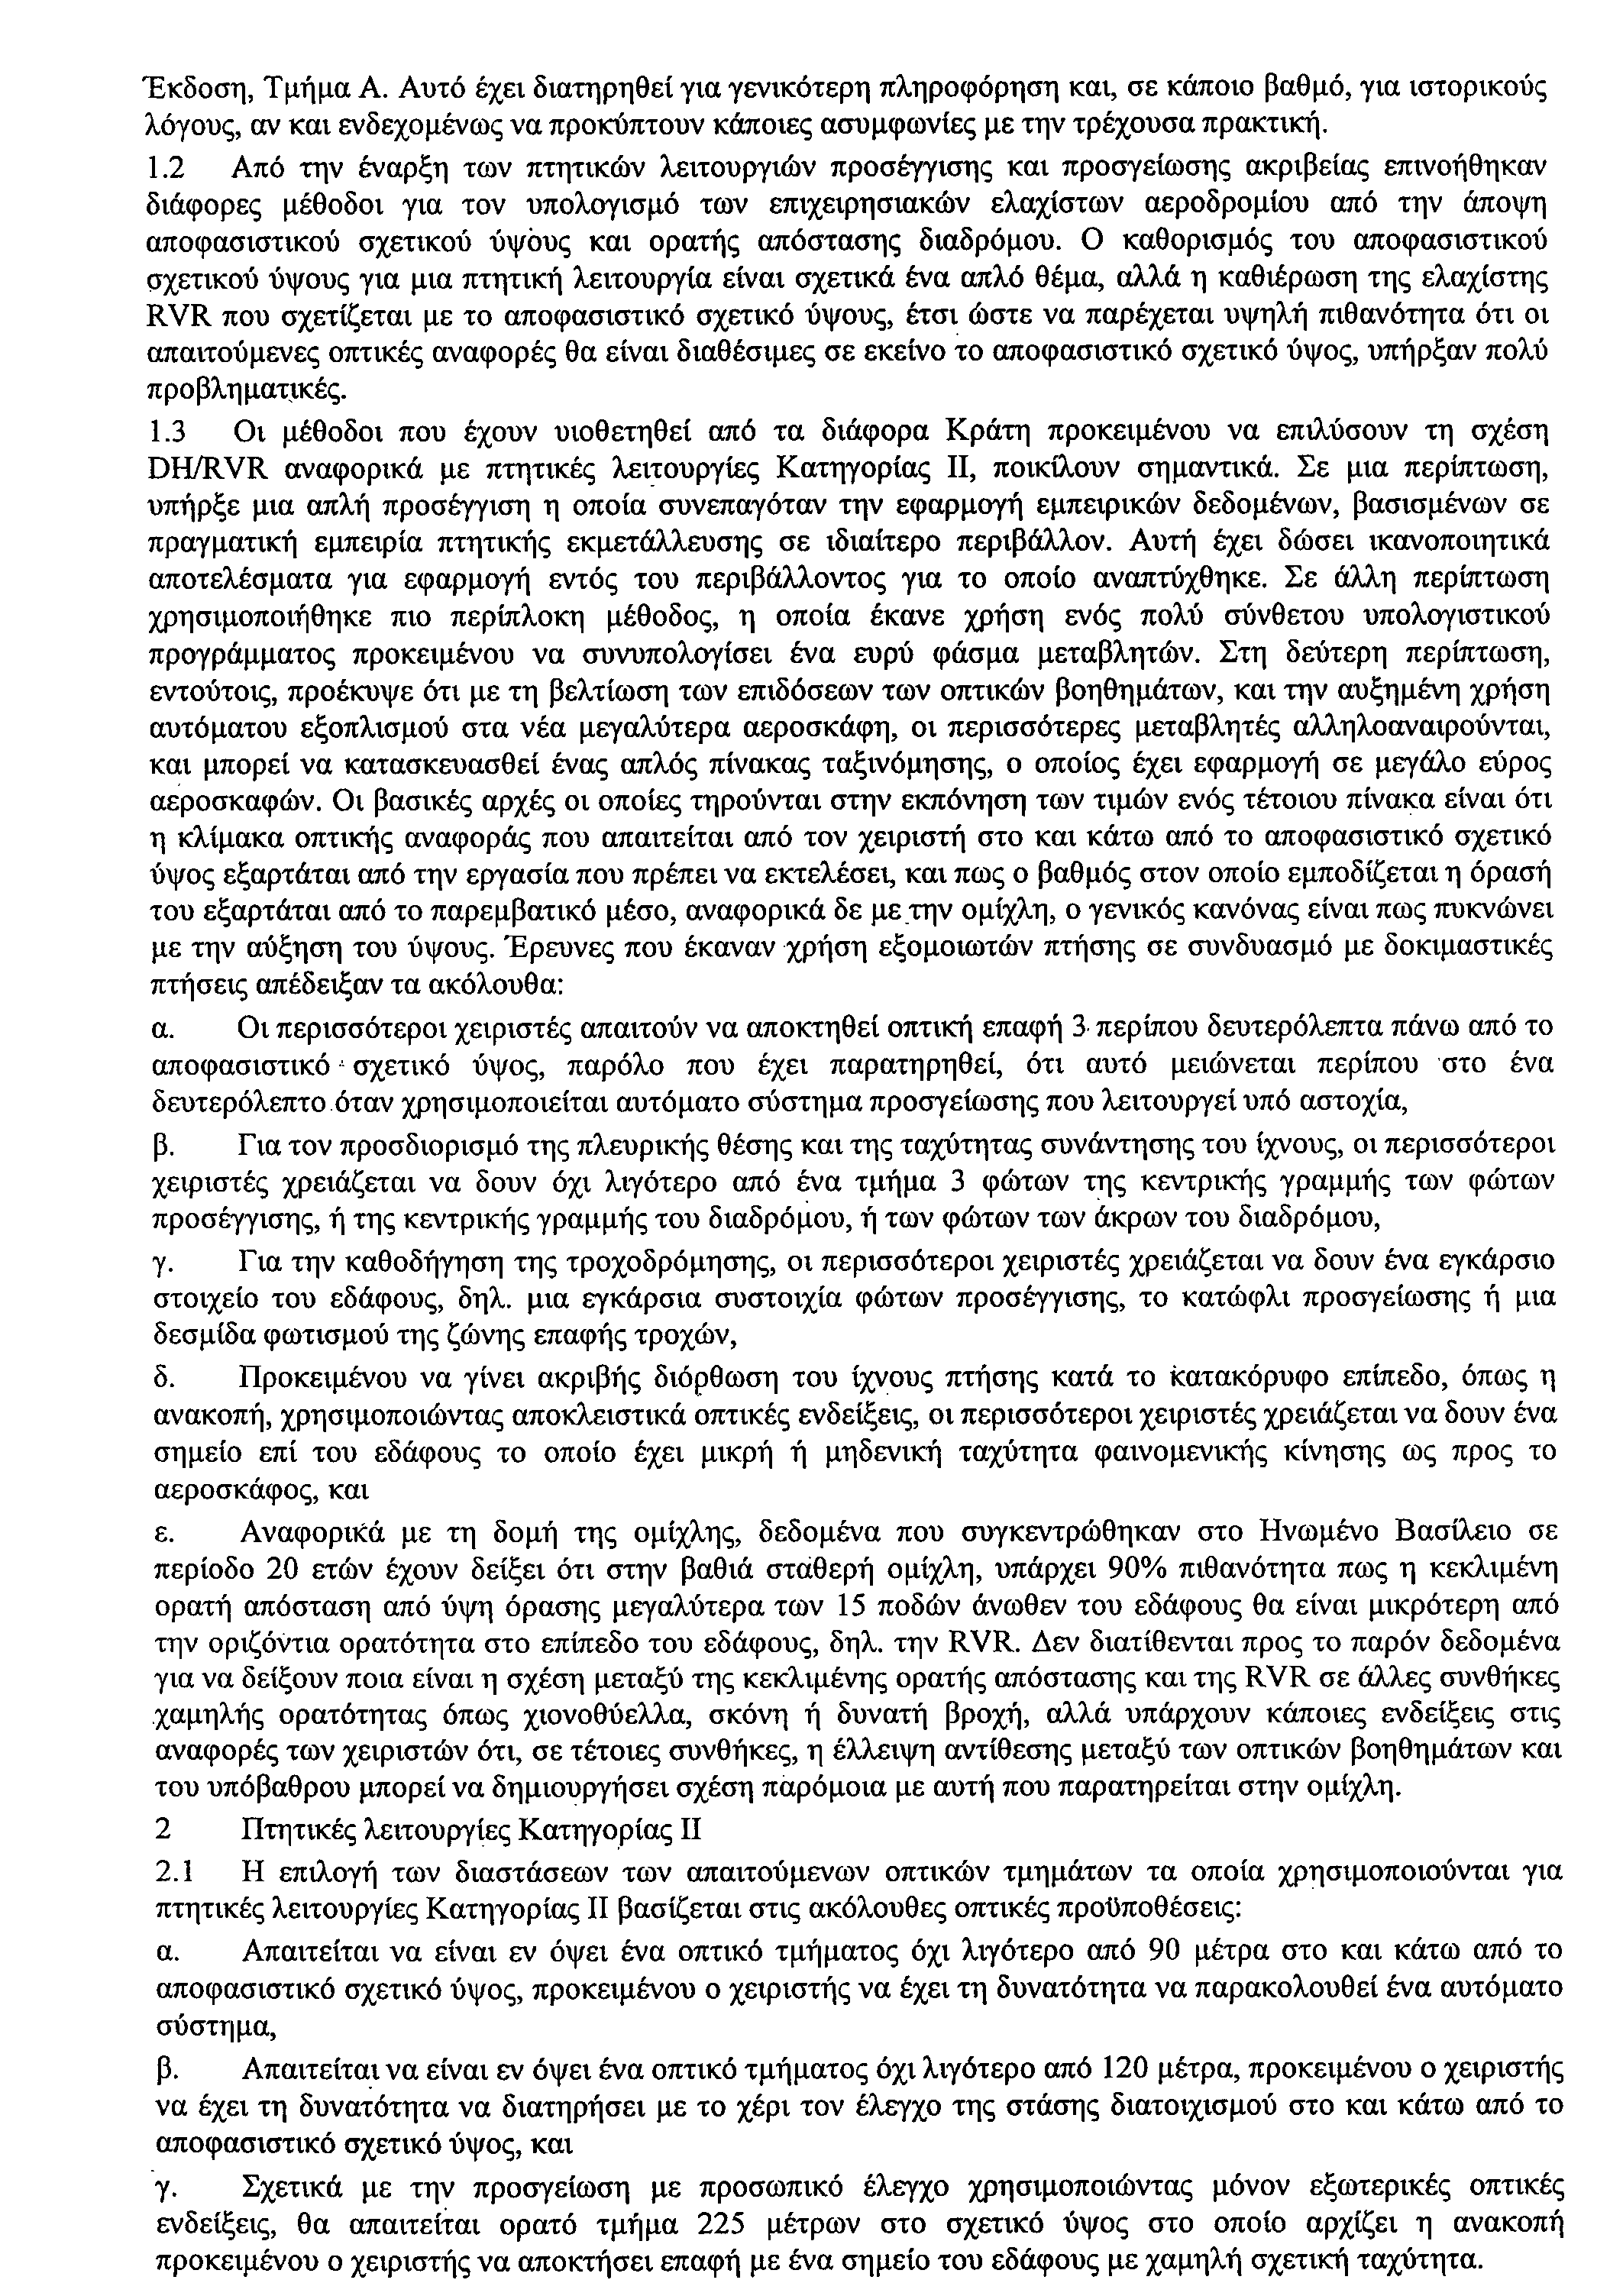 Έκδοση, Τμήμα Α. Αυτό έχει διατηρηθεί για γενικότερη πληροφόρηση και, σε κάποιο βαθμό, για ιστορικούς
λόγους, αν και ενδεχομένως να προκύπτουν κάποιες ασυμφωνίες με την τρέχουσα πρακτική.
1.2 Από την έναρξη των πτητικών λειτουργιών προσέγγισης και προσγείωσης ακριβείας επινοήθηκαν
διάφορες μέθοδοι για τον υπολογισμό των επιχειρησιακών ελαχίστων αεροδρομίου από την άποψη
αποφασιστικού σχετικού ύψους και ορατής απόστασης διαδρόμου. Ο καθορισμός του αποφασιστικού
σχετικού ύψους για μια πτητική λειτουργία είναι σχετικά ένα απλό θέμα, αλλά η καθιέρωση της ελαχίστης
RVR που σχετίζεται με το αποφασιστικό σχετικό ύψους, έτσι ώστε να παρέχεται υψηλή πιθανότητα ότι οι
απαιτούμενες οπτικές αναφορές θα είναι διαθέσιμες σε εκείνο το αποφασιστικό σχετικό ύψος, υπήρξαν πολύ
προβληματικές.
1.3 Οι μέθοδοι που έχουν υιοθετηθεί από τα διάφορα Κράτη προκειμένου να επιλύσουν τη σχέση
DH/RVR αναφορικά με πτητικές λειτουργίες Κατηγορίας ΙΙ, ποικίλουν σημαντικά. Σε μια περίπτωση,
υπήρξε μια απλή προσέγγιση η οποία συνεπαγόταν την εφαρμογή εμπειρικών δεδομένων, βασισμένων σε
πραγματική εμπειρία πτητικής εκμετάλλευσης σε ιδιαίτερο περιβάλλον. Αυτή έχει δώσει ικανοποιητικά
αποτελέσματα για εφαρμογή εντός του περιβάλλοντος για το οποίο αναπτύχθηκε. Σε άλλη περίπτωση
χρησιμοποιήθηκε πιο περίπλοκη μέθοδος, η οποία έκανε χρήση ενός πολύ σύνθετου υπολογιστικού
προγράμματος προκειμένου να συνυπολογίσει ένα ευρύ φάσμα μεταβλητών. Στη δεύτερη περίπτωση,
εντούτοις, προέκυψε ότι με τη βελτίωση των επιδόσεων των οπτικών βοηθημάτων, και την αυξημένη χρήση
αυτόματου εξοπλισμού στα νέα μεγαλύτερα αεροσκάφη, οι περισσότερες μεταβλητές αλληλοαναιρούνται,
και μπορεί να κατασκευασθεί ένας απλός πίνακας ταξινόμησης, ο οποίος έχει εφαρμογή σε μεγάλο εύρος
αεροσκαφών. Οι βασικές αρχές οι οποίες τηρούνται στην εκπόνηση των τιμών ενός τέτοιου πίνακα είναι ότι
η κλίμακα οπτικής αναφοράς που απαιτείται από τον χειριστή στο και κάτω από το αποφασιστικό σχετικό
ύψος εξαρτάται από την εργασία που πρέπει να εκτελέσει, και πως ο βαθμός στον οποίο εμποδίζεται η όρασή
του εξαρτάται από το παρεμβατικό μέσο, αναφορικά δε με την ομίχλη, ο γενικός κανόνας είναι πως πυκνώνει
με την αύξηση του ύψους. Έρευνες που έκαναν χρήση εξομοιωτών πτήσης σε συνδυασμό με δοκιμαστικές
πτήσεις απέδειξαν τα ακόλουθα:
α. Οι περισσότεροι χειριστές απαιτούν να αποκτηθεί οπτική επαφή 3 περίπου δευτερόλεπτα πάνω από το
αποφασιστικό σχετικό ύψος, παρόλο που έχει παρατηρηθεί, ότι αυτό μειώνεται περίπου στο ένα
δευτερόλεπτο όταν χρησιμοποιείται αυτόματο σύστημα προσγείωσης που λειτουργεί υπό αστοχία,
β. Για τον προσδιορισμό της πλευρικής θέσης και της ταχύτητας συνάντησης του ίχνους, οι περισσότεροι
χειριστές χρειάζεται να δουν όχι λιγότερο από ένα τμήμα 3 φώτων της κεντρικής γραμμής των φώτων
προσέγγισης, ή της κεντρικής γραμμής του διαδρόμου, ή των φώτων των άκρων του διαδρόμου,
γ. Για την καθοδήγηση της τροχοδρόμησης, οι περισσότεροι χειριστές χρειάζεται να δουν ένα εγκάρσιο
στοιχείο του εδάφους, δηλ. μια εγκάρσια συστοιχία φώτων προσέγγισης, το κατώφλι προσγείωσης ή μια
δεσμίδα φωτισμού της ζώνης επαφής τροχών,
δ. Προκειμένου να γίνει ακριβής διόρθωση του ίχνους πτήσης κατά το κατακόρυφο επίπεδο, όπως η
ανακοπή, χρησιμοποιώντας αποκλειστικά οπτικές ενδείξεις, οι περισσότεροι χειριστές χρειάζεται να δουν ένα
σημείο επί του εδάφους το οποίο έχει μικρή ή μηδενική ταχύτητα φαινομενικής κίνησης ως προς το
αεροσκάφος, και
ε. Αναφορικά με τη δομή της ομίχλης, δεδομένα που συγκεντρώθηκαν στο Ηνωμένο Βασίλειο σε
περίοδο 20 ετών έχουν δείξει ότι στην βαθιά σταθερή ομίχλη, υπάρχει 90% πιθανότητα πως η κεκλιμένη
ορατή απόσταση από ύψη όρασης μεγαλύτερα των 15 ποδών άνωθεν του εδάφους θα είναι μικρότερη από
την οριζόντια ορατότητα στο επίπεδο του εδάφους, δηλ. την RVR. Δεν διατίθενται προς το παρόν δεδομένα
για να δείξουν ποια είναι η σχέση μεταξύ της κεκλιμένης ορατής απόστασης και της RVR σε άλλες συνθήκες
χαμηλής ορατότητας όπως χιονοθύελλα, σκόνη ή δυνατή βροχή, αλλά υπάρχουν κάποιες ενδείξεις στις
αναφορές των χειριστών ότι, σε τέτοιες συνθήκες, η έλλειψη αντίθεσης μεταξύ των οπτικών βοηθημάτων και
του υπόβαθρου μπορεί να δημιουργήσει σχέση παρόμοια με αυτή που παρατηρείται στην ομίχλη.
2 Πτητικές λειτουργίες Κατηγορίας ΙΙ
2.1 Η επιλογή των διαστάσεων των απαιτούμενων οπτικών τμημάτων τα οποία χρησιμοποιούνται για
πτητικές λειτουργίες Κατηγορίας ΙΙ βασίζεται στις ακόλουθες οπτικές προϋποθέσεις:
α. Απαιτείται να είναι εν όψει ένα οπτικό τμήματος όχι λιγότερο από 90 μέτρα στο και κάτω από το
αποφασιστικό σχετικό ύψος, προκειμένου ο χειριστής να έχει τη δυνατότητα να παρακολουθεί ένα αυτόματο
σύστημα,
β. Απαιτείται να είναι εν όψει ένα οπτικό τμήματος όχι λιγότερο από 120 μέτρα, προκειμένου ο χειριστής
να έχει τη δυνατότητα να διατηρήσει με το χέρι τον έλεγχο της στάσης διατοιχισμού στο και κάτω από το
αποφασιστικό σχετικό ύψος, και
γ. Σχετικά με την προσγείωση με προσωπικό έλεγχο χρησιμοποιώντας μόνον εξωτερικές οπτικές
ενδείξεις, θα απαιτείται ορατό τμήμα 225 μέτρων στο σχετικό ύψος στο οποίο αρχίζει η ανακοπή
προκειμένου ο χειριστής να αποκτήσει επαφή με ένα σημείο του εδάφους με χαμηλή σχετική ταχύτητα.